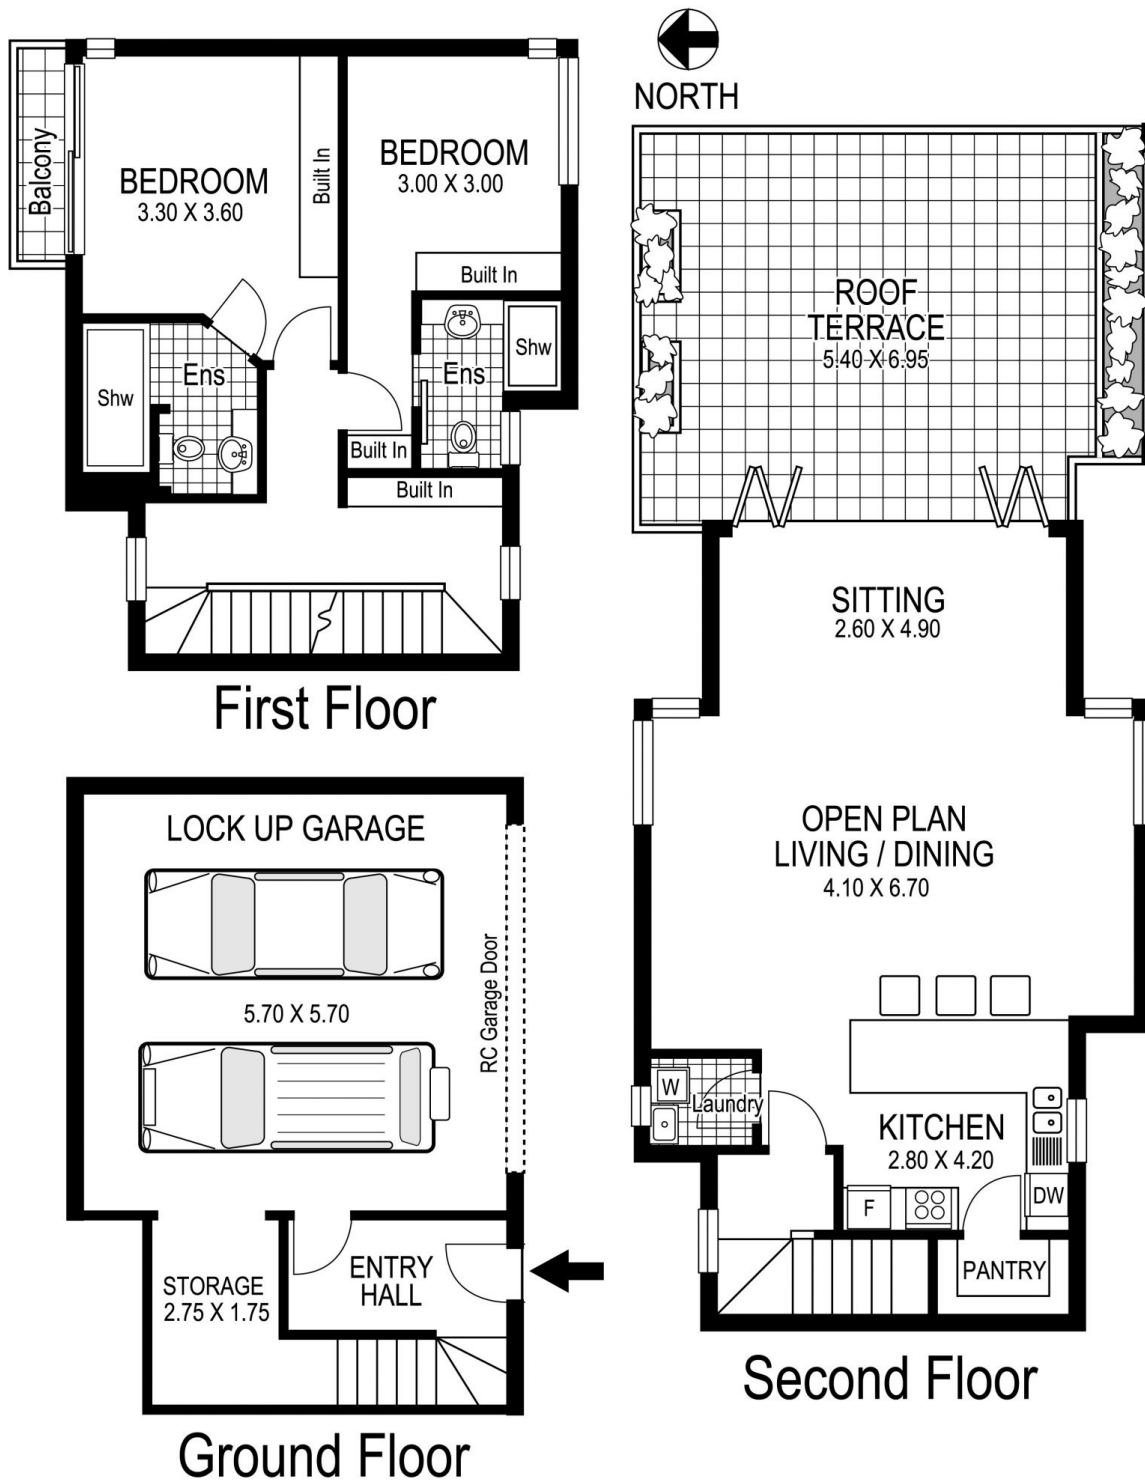 NORTH
Balcony
BEDROOM
3.30 X 3.60
Built In
BEDROOM
3.00 X 3.00
Built In
Shw
Ens
Ens
Shw
Built In
Built In
First Floor
ROOF
TERRACE
5.40 X 6.95
SITTING
2.60 X 4.90
OPEN PLAN
LIVING / DINING
4.10 X 6.70
W
Laundry
KITCHEN
2.80 X 4.20
F
DW
PANTRY
Second Floor
LOCK UP GARAGE
5.70 X 5.70
RC Garage Door
STORAGE
2.75 X 1.75
ENTRY
HALL
Ground Floor